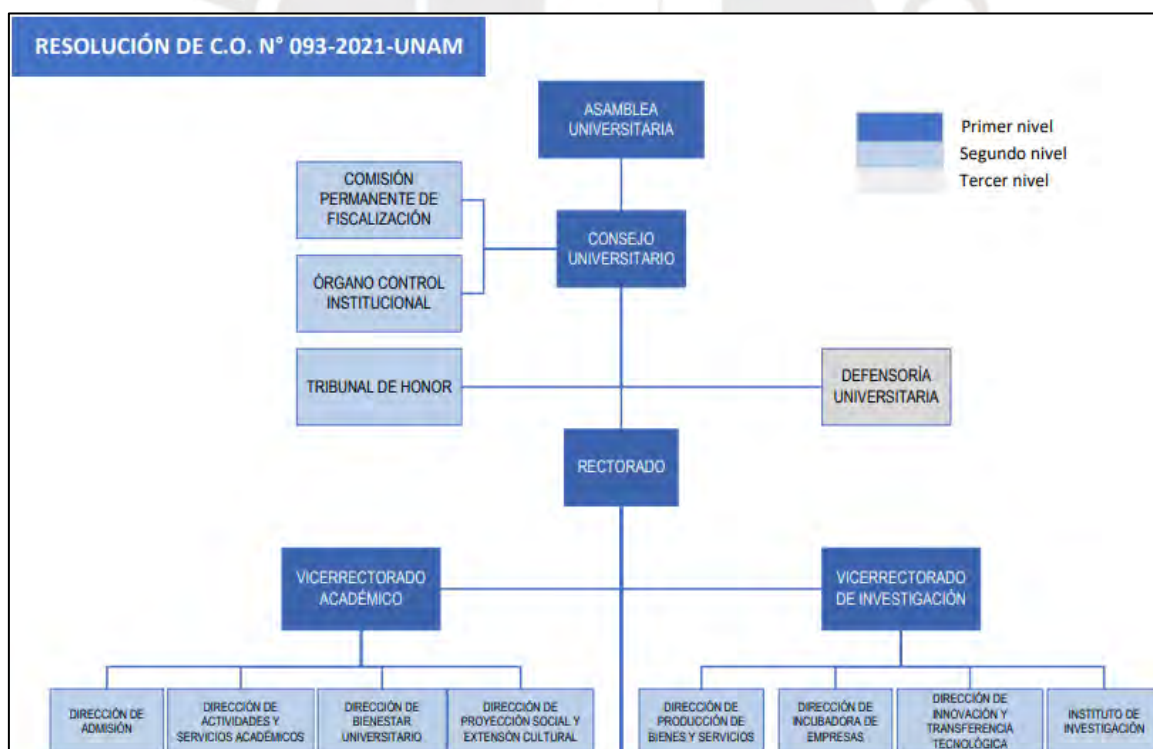 RESOLUCIÓN DE C.O. N° 093-2021-UNAM
ASAMBLEA
UNIVERSITARIA
Primer nivel
Segundo nivel
Tercer nivel
COMISIÓN
PERMANENTE DE
FISCALIZACIÓN
CONSEJO
UNIVERSITARIO
ÓRGANO CONTROL
INSTITUCIONAL
TRIBUNAL DE HONOR
DEFENSORÍA
UNIVERSITARIA
RECTORADO
VICERRECTORADO
ACADÉMICO
VICERRECTORADO
DE INVESTIGACIÓN
DIRECCIÓN DE
ADMISIÓN
DIRECCIÓN DE
ACTIVIDADES Y
SERVICIOS ACADÉMICOS
DIRECCIÓN DE
BIENESTAR
UNIVERSITARIO
DIRECCIÓN DE
PROYECCIÓN SOCIAL Y
EXTENSIÓN CULTURAL
DIRECCIÓN DE
PRODUCCIÓN DE
BIENES Y SERVICIOS
DIRECCIÓN DE
INCUBADORA DE
EMPRESAS
DIRECCIÓN DE
INNOVACIÓN Y
TRANSFERENCIA
TECNOLÓGICA
INSTITUTO DE
INVESTIGACIÓN